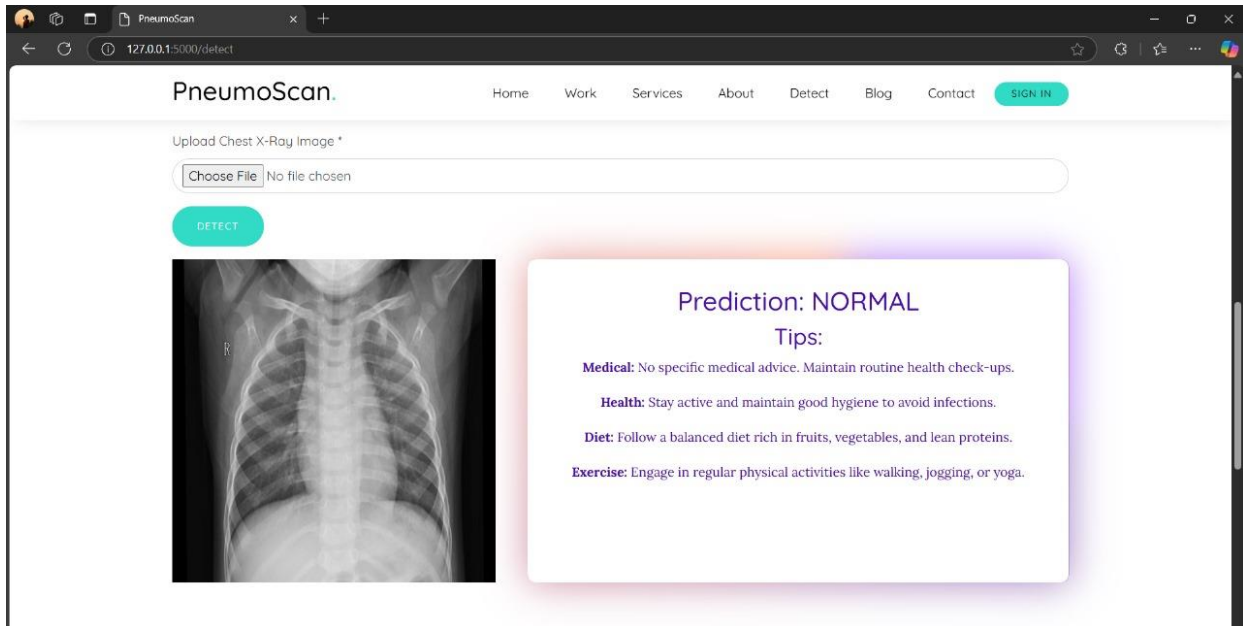 PneumoScan
127.0.0.1:5000/detect
PneumoScan.
Home Work Services About Detect Blog Contact SIGN IN
Upload Chest X-Ray Image *
Choose File No file chosen
DETECT
R
Prediction: NORMAL
Tips:
Medical: No specific medical advice. Maintain routine health check-ups.
Health: Stay active and maintain good hygiene to avoid infections.
Diet: Follow a balanced diet rich in fruits, vegetables, and lean proteins.
Exercise: Engage in regular physical activities like walking, jogging, or yoga.